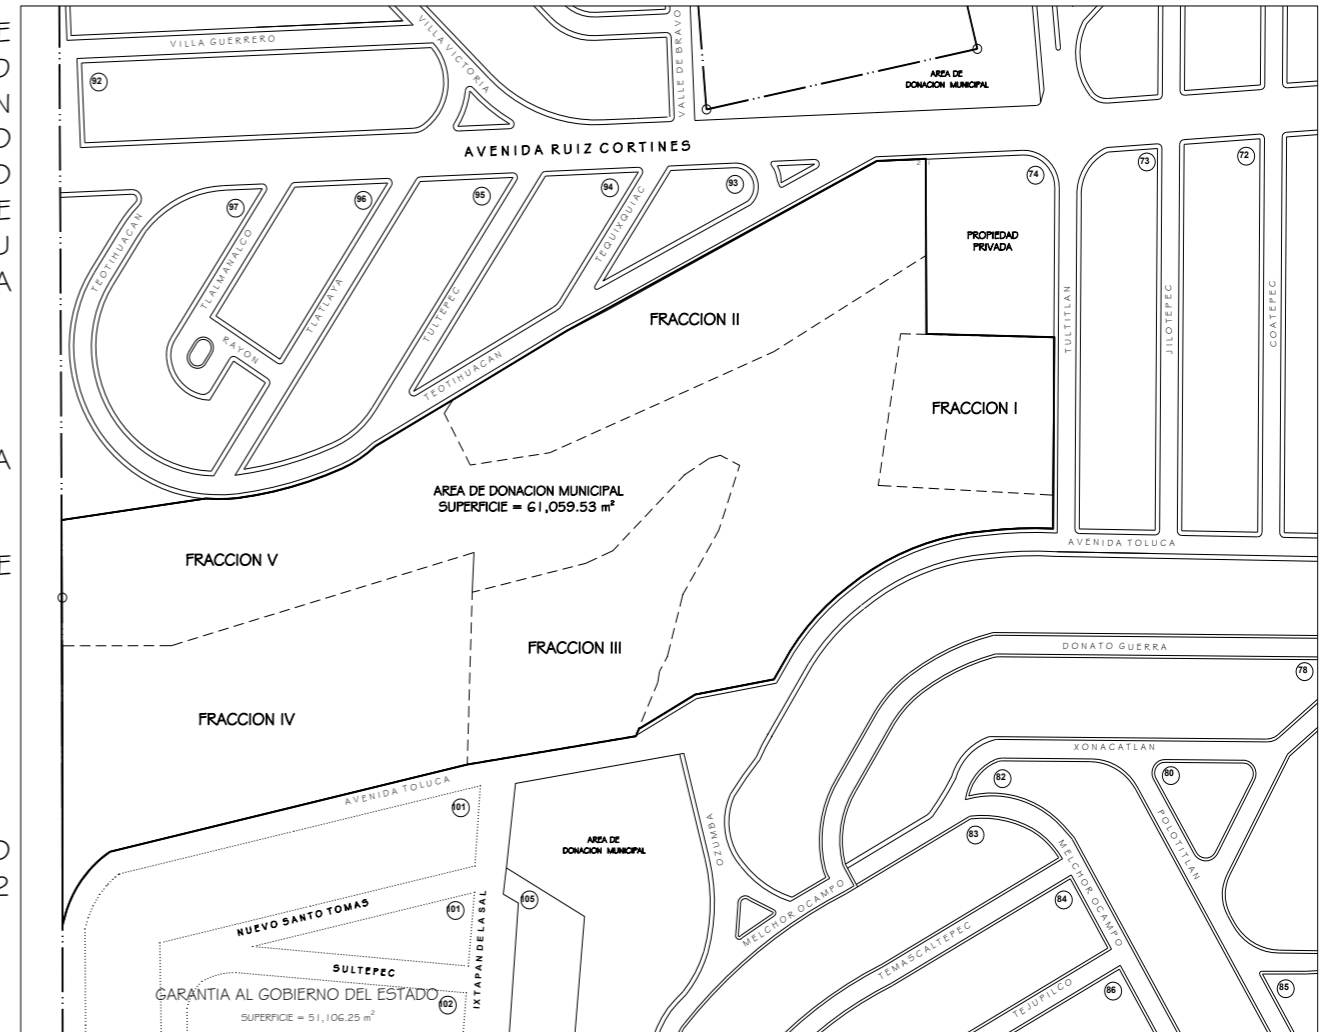 E
D
N
O
O
E
U
A
A
E
O
2
VILLA GUERRERO
VILLA VICTORIA
VALLE DE BRAVO
92
AREA DE
DONACION MUNICIPAL
AVENIDA RUIZ CORTINES
2 1
97
96
95
94
93
74
73
72
TEOTIHUACAN
TLALMANALCO
TLATLAYA
RAYON
TULTEPEC
TEQUIXQUIAC
TEOTIHUACAN
PROPIEDAD
PRIVADA
TULTITLAN
JILOTEPEC
COATEPEC
FRACCION II
FRACCION I
AREA DE DONACION MUNICIPAL
SUPERFICIE = 61,059.53 m²
AVENIDA TOLUCA
FRACCION V
FRACCION III
DONATO GUERRA
78
FRACCION IV
XONACATLAN
82
80
POLOTITLAN
AVENIDA TOLUCA
101
AREA DE
DONACION MUNICIPAL
OZUMBA
83
MELCHOR OCAMPO
84
MELCHOR OCAMPO
TEMASCALTEPEC
105
NUEVO SANTO TOMAS
101
IXTAPAN DE LA SAL
SULTEPEC
GARANTIA AL GOBIERNO DEL ESTADO
102
SUPERFICIE = 51,106.25 m²
TEJUPILCO
86
85